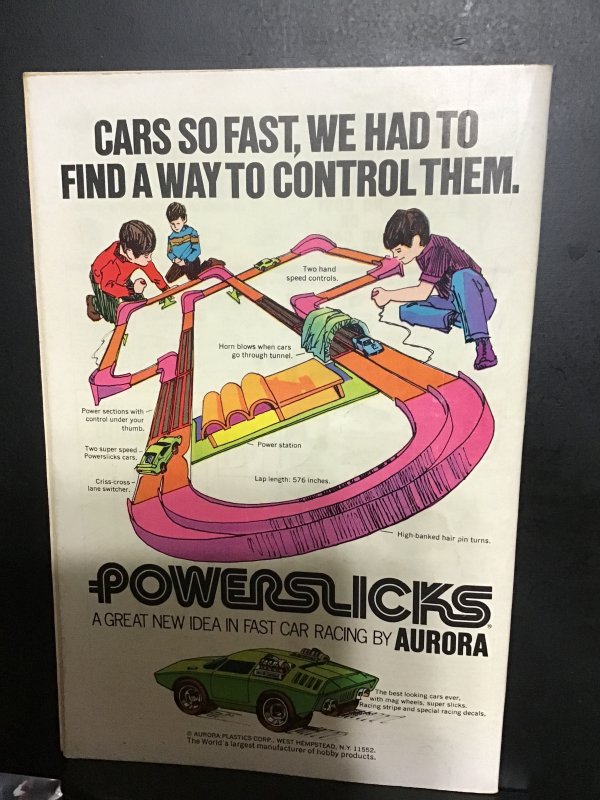 CARS SO FAST, WE HAD TO
FIND A WAY TO CONTROL THEM.
Two hand
speed controls.
Horn blows when cars
go through tunnel.
Power sections with
control under your
thumb.
Two super speed
Powerslicks cars.
Criss-cross
lane switcher.
Power station
Lap length: 576 inches.
High-banked hair pin turns.
POWERSLICKS®
A GREAT NEW IDEA IN FAST CAR RACING BY AURORA
The best looking cars ever,
with mag wheels, super slicks.
Racing stripe and special racing decals.
© AURORA PLASTICS CORP., WEST HEMPSTEAD, N.Y. 11552.
The World's largest manufacturer of hobby products.